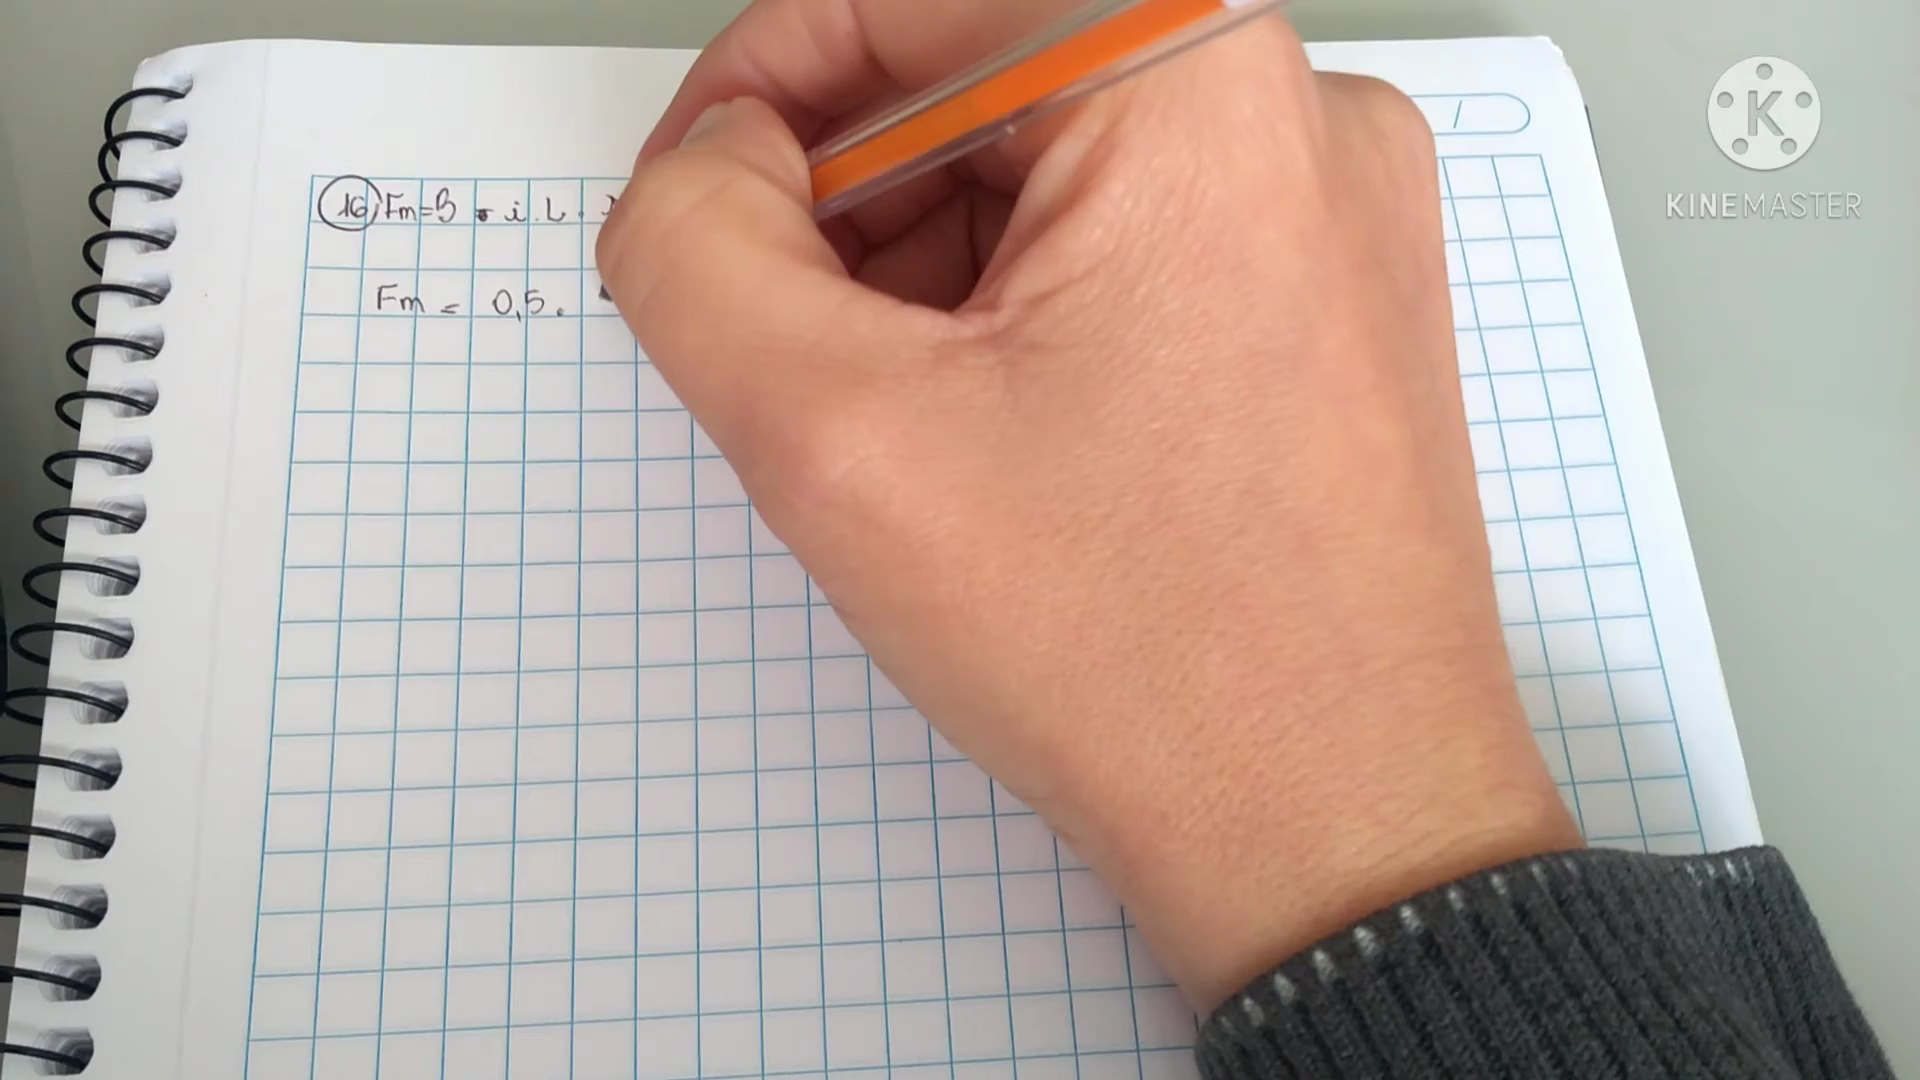 16) Fm = B . i . L .
Fm = 0,5 .
/
K
KINEMASTER